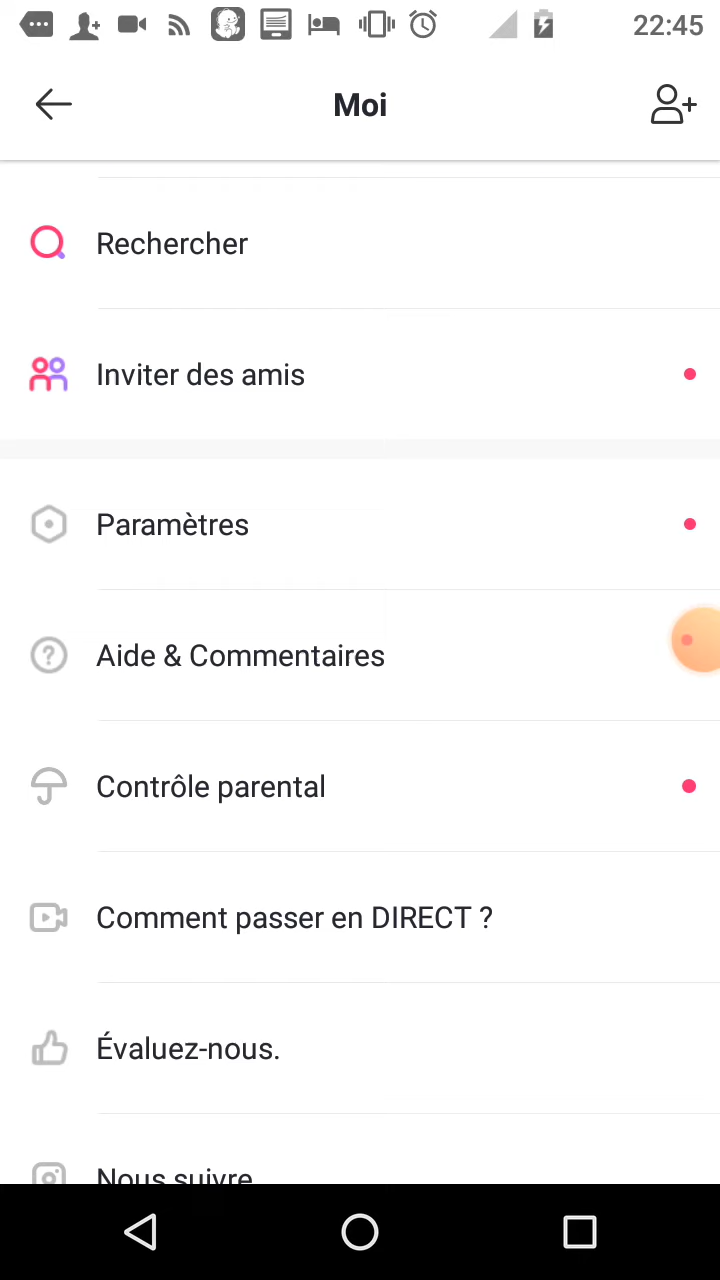 22:45
Moi
Rechercher
Inviter des amis
Paramètres
Aide & Commentaires
Contrôle parental
Comment passer en DIRECT ?
Évaluez-nous.
Nous suivre